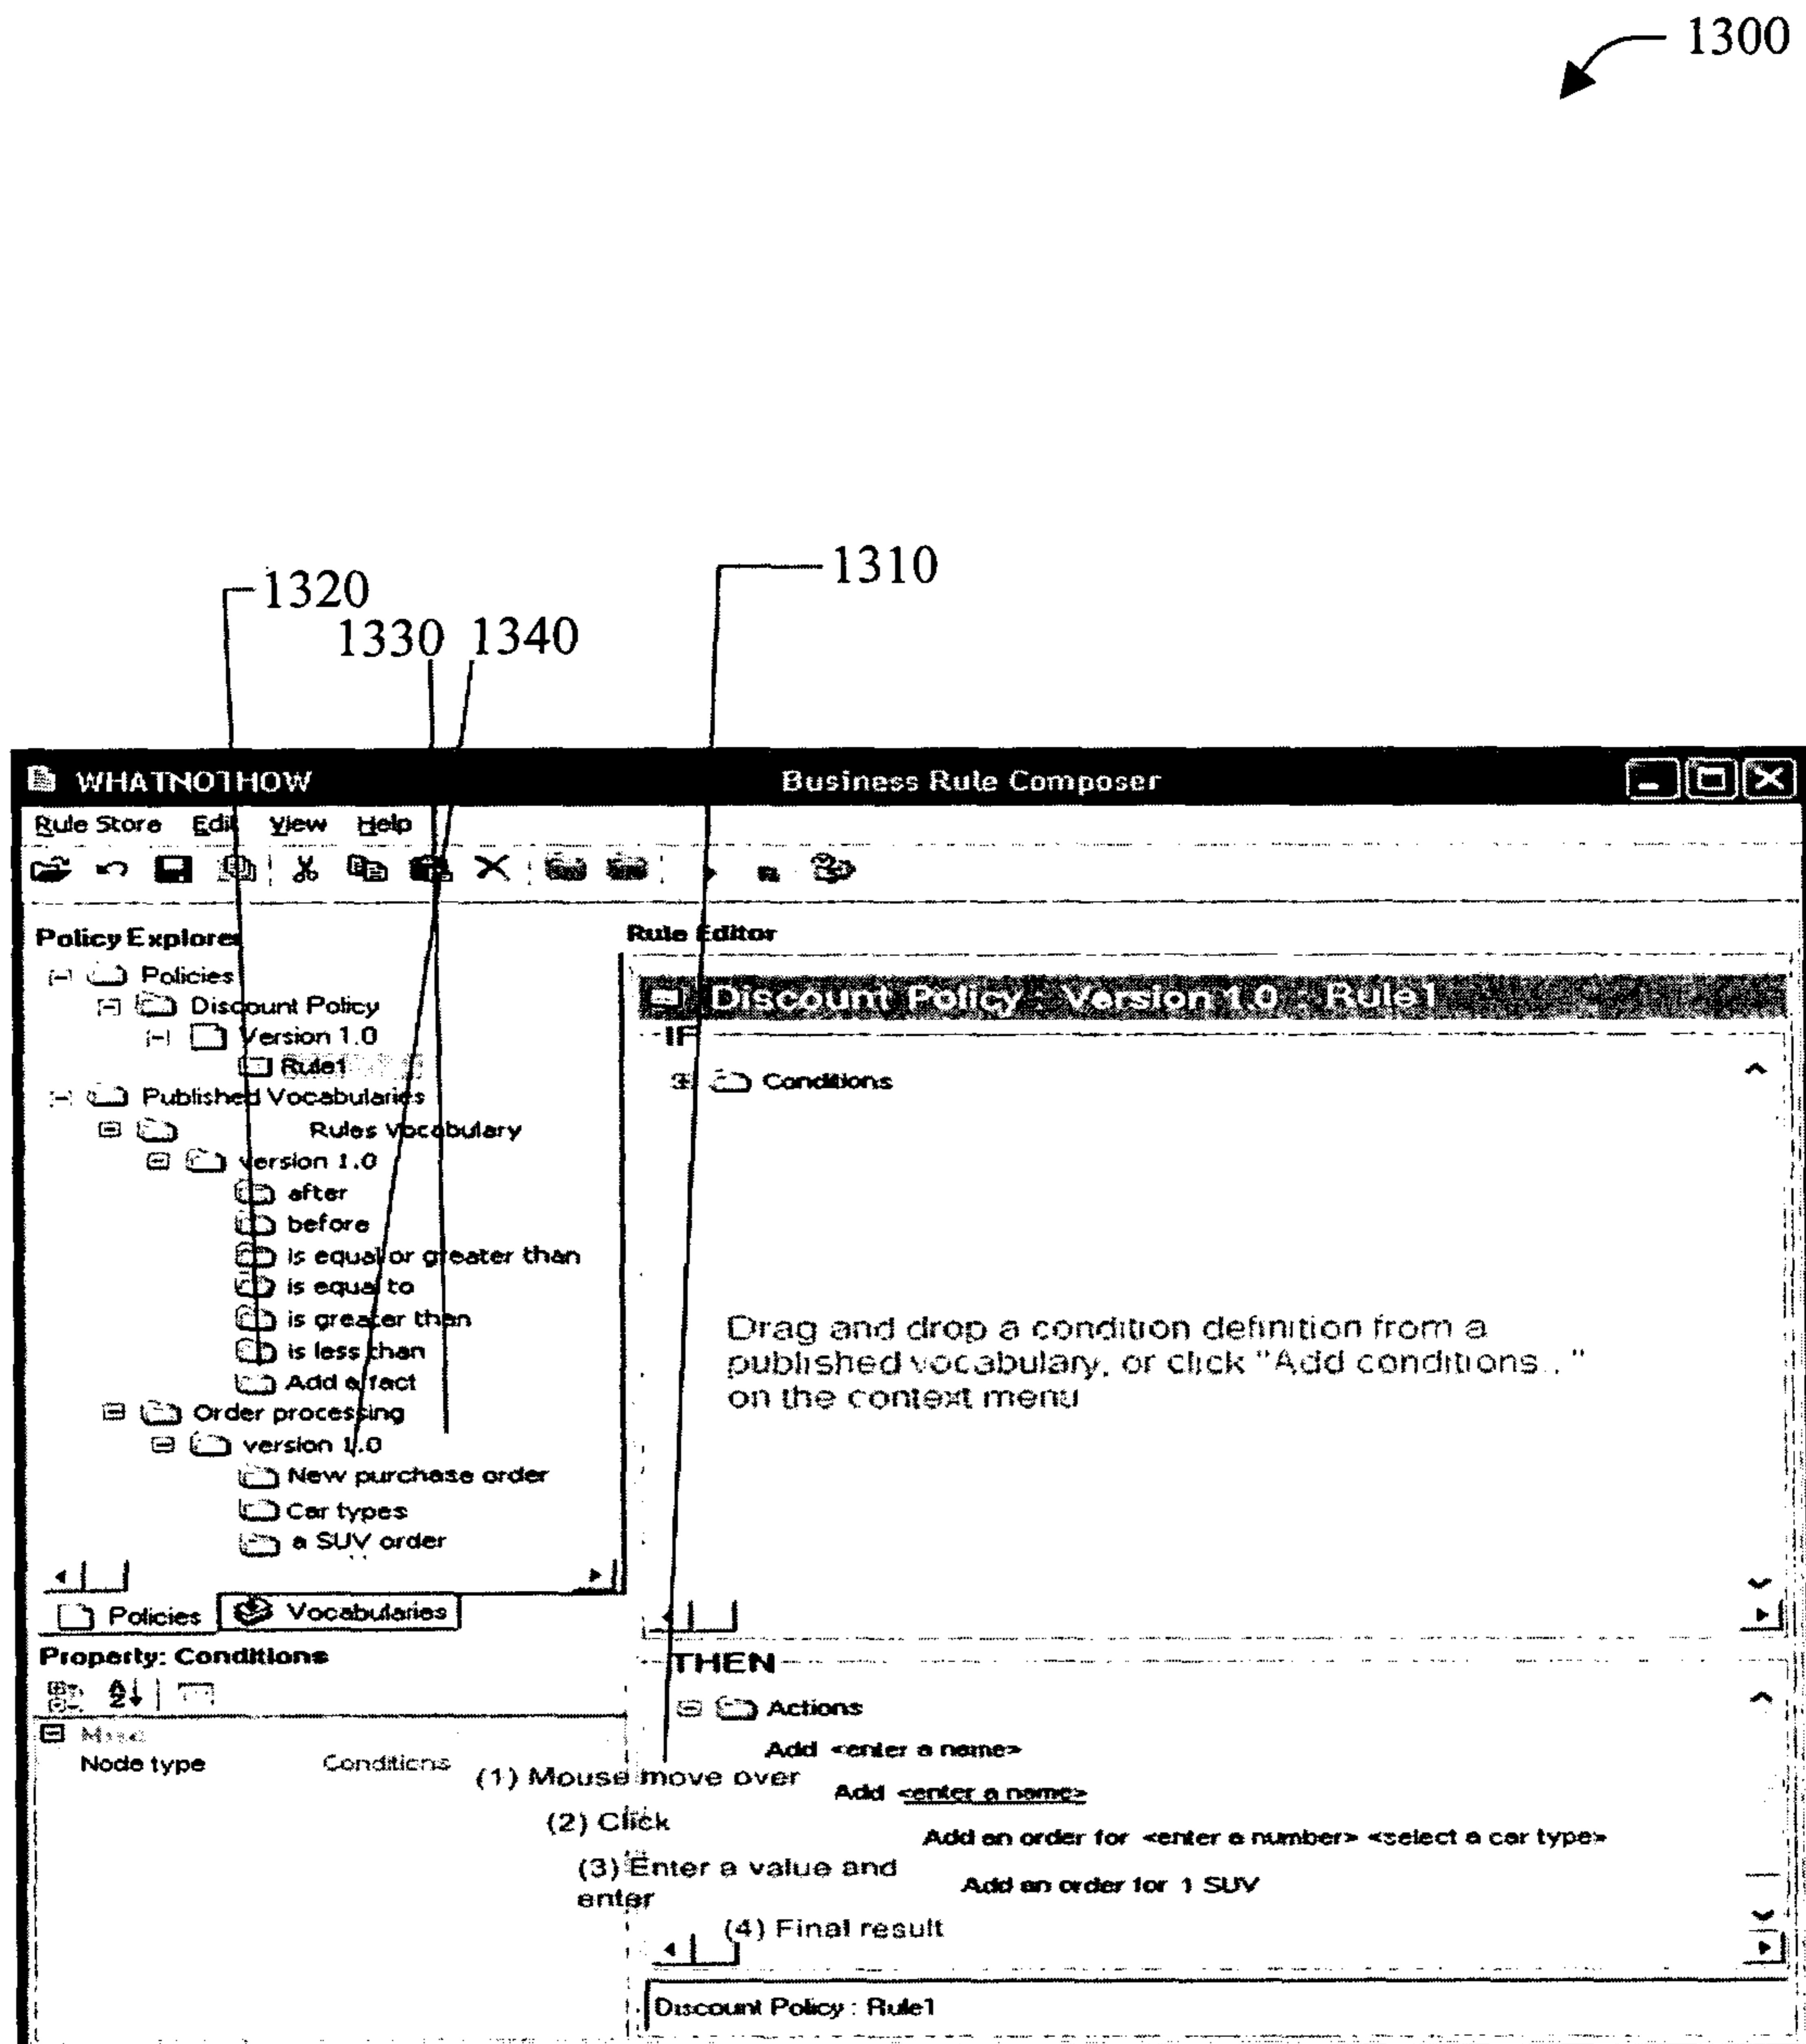 1300
1310
1320
1330 1340
WHATNOTHOW Business Rule Composer
Rule Store Edit View Help
Policy Explorer
Policies
Discount Policy
Version 1.0
Rule1
Published Vocabularies
Rules Vocabulary
version 1.0
after
before
is equal or greater than
is equal to
is greater than
is less than
Add a fact
Order processing
version 1.0
New purchase order
Car types
a SUV order
Policies Vocabularies
Property: Conditions
Misc
Node type Conditions
Rule Editor
Discount Policy : Version 1.0 : Rule1
IF
Conditions
Drag and drop a condition definition from a
published vocabulary, or click "Add conditions..."
on the context menu
THEN
Actions
Add <enter a name>
(1) Mouse move over
Add <enter a name>
(2) Click
Add an order for <enter a number> <select a car type>
(3) Enter a value and
enter
Add an order for 1 SUV
(4) Final result
Discount Policy : Rule1